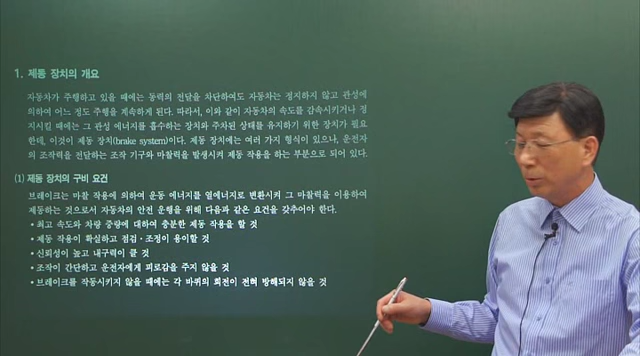 1. 제동 장치의 개요
자동차가 주행하고 있을 때에는 동력의 전달을 차단하여도 자동차는 정지하지 않고 관성에
의하여 어느 정도 주행을 계속하게 된다. 따라서, 이와 같이 자동차의 속도를 감속시키거나 정
지시킬 때에는 그 관성 에너지를 흡수하는 장치와 주차된 상태를 유지하기 위한 장치가 필요
한데, 이것이 제동 장치(brake system)이다. 제동 장치에는 여러 가지 형식이 있으나, 운전자
의 조작력을 전달하는 조작 기구와 마찰력을 발생시켜 제동 작용을 하는 부분으로 되어 있다.
(1) 제동 장치의 구비 요건
브레이크는 마찰 작용에 의하여 운동 에너지를 열에너지로 변환시켜 그 마찰력을 이용하여
제동하는 것으로서 자동차의 안전 운행을 위해 다음과 같은 요건을 갖추어야 한다.
• 최고 속도와 차량 중량에 대하여 충분한 제동 작용을 할 것
• 제동 작용이 확실하고 점검·조정이 용이할 것
• 신뢰성이 높고 내구력이 클 것
• 조작이 간단하고 운전자에게 피로감을 주지 않을 것
• 브레이크를 작동시키지 않을 때에는 각 바퀴의 회전이 전혀 방해되지 않을 것